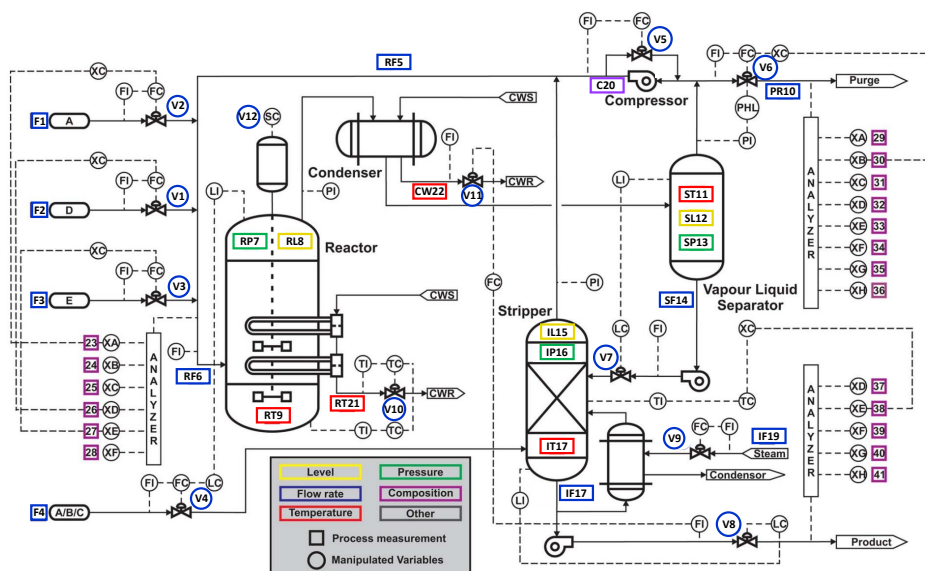 FI FC V5
FI FC XC
V6
RF5
C20
Compressor
PR10
Purge
XC
FI FC V2
F1 A
V12 SC
CWS
PHL
PI
FI
Condenser
CW22 V11 CWR
XA 29
XB 30
XC 31
XD 32
XE 33
XF 34
XG 35
XH 36
ANALYZER
XC
FI FC V1
F2 D
LI PI
LI
ST11
SL12
SP13
RP7 RL8 Reactor
XC
FI FC V3
F3 E
FC
PI
CWS
Stripper
SF14
Vapour Liquid
Separator
IL15
IP16
LC FI XC
V7
23 XA
24 XB
25 XC
26 XD
27 XE
28 XF
ANALYZER
FI
RF6
TI TC
RT21 V10 CWR
RT9
TI TC
TI TC
XD 37
XE 38
XF 39
XG 40
XH 41
ANALYZER
IT17
V9 FC FI IF19
Steam
Condensor
FI FC LC
V4
F4 A/B/C
LI IF17
FI V8 LC
Product
Level Pressure
Flow rate Composition
Temperature Other
Process measurement
Manipulated Variables